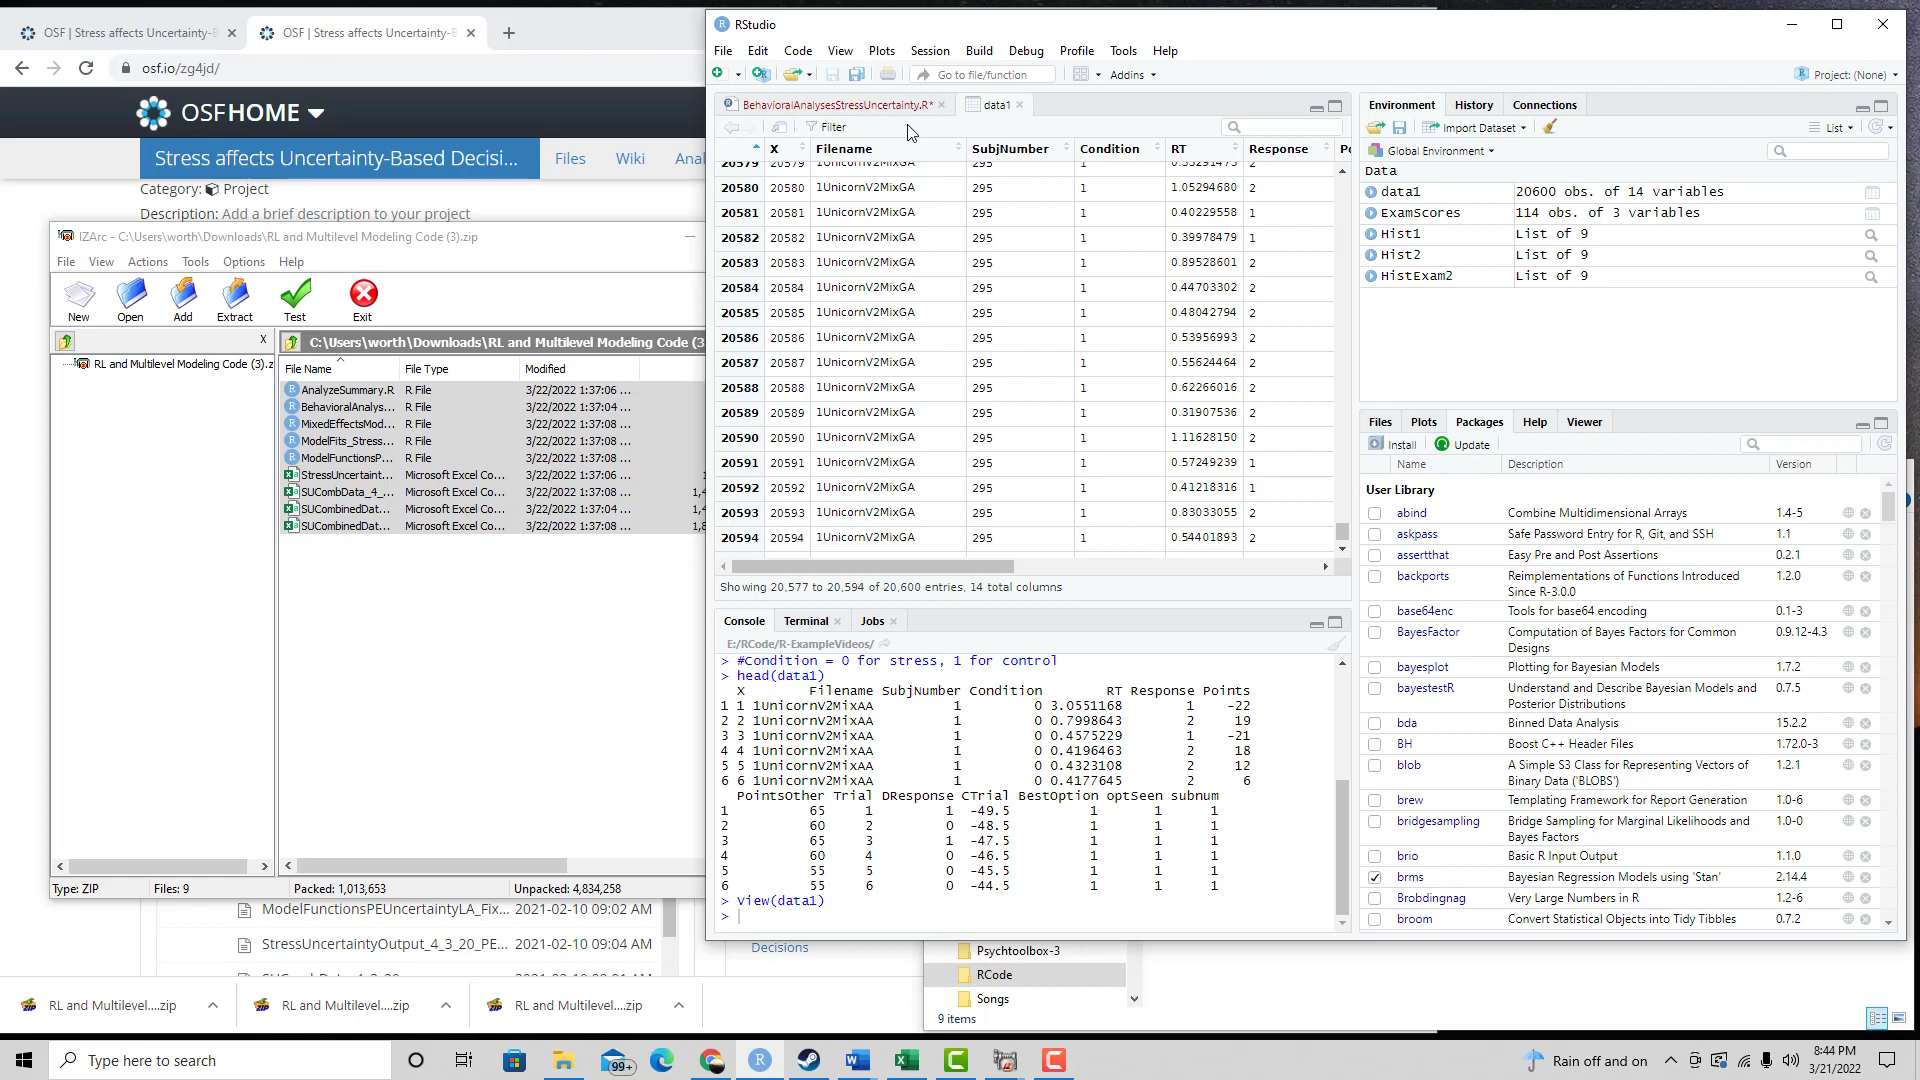 OSF | Stress affects Uncertainty-B
OSF | Stress affects Uncertainty-
osf.io/zg4jd/
OSFHOME
Stress affects Uncertainty-Based Decisi...
Files
Wiki
Category: Project
Description: Add a brief description to your project
IZArc - C:\Users\worth\Downloads\RL and Multilevel Modeling Code (3).zip
File View Actions Tools Options Help
New Open Add Extract Test Exit
C:\Users\worth\Downloads\RL and Multilevel Modeling Code (3
RL and Multilevel Modeling Code (3).z
File Name File Type Modified
AnalyzeSummary.R R File 3/22/2022 1:37:06 ...
BehavioralAnalys... R File 3/22/2022 1:37:04 ...
MixedEffectsMod... R File 3/22/2022 1:37:06 ...
ModelFits_Stress... R File 3/22/2022 1:37:06 ...
ModelFunctionsP... R File 3/22/2022 1:37:06 ...
StressUncertaint... Microsoft Excel Co... 3/22/2022 1:37:06 ...
SUCombData_4_... Microsoft Excel Co... 3/22/2022 1:37:08 ... 1,4
SUCombinedDat... Microsoft Excel Co... 3/22/2022 1:37:04 ... 1,4
SUCombinedDat... Microsoft Excel Co... 3/22/2022 1:37:08 ... 1,8
Type: ZIP Files: 9 Packed: 1,013,653 Unpacked: 4,834,258
ModelFunctionsPEUncertaintyLA_Fix... 2021-02-10 09:02 AM
StressUncertaintyOutput_4_3_20_PE... 2021-02-10 09:04 AM
Decisions
RL and Multilevel....zip
RL and Multilevel....zip
RL and Multilevel....zip
Psychtoolbox-3
RCode
Songs
9 items
RStudio
File Edit Code View Plots Session Build Debug Profile Tools Help
Go to file/function
Addins
Project: (None)
BehavioralAnalysesStressUncertainty.R*
data1
Filter
X Filename SubjNumber Condition RT Response
20580 20580 1UnicornV2MixGA 295 1 1.05294680 2
20581 20581 1UnicornV2MixGA 295 1 0.40229558 1
20582 20582 1UnicornV2MixGA 295 1 0.39978479 1
20583 20583 1UnicornV2MixGA 295 1 0.89528601 2
20584 20584 1UnicornV2MixGA 295 1 0.44703302 2
20585 20585 1UnicornV2MixGA 295 1 0.48042794 2
20586 20586 1UnicornV2MixGA 295 1 0.53956993 2
20587 20587 1UnicornV2MixGA 295 1 0.55624464 2
20588 20588 1UnicornV2MixGA 295 1 0.62266016 2
20589 20589 1UnicornV2MixGA 295 1 0.31907536 2
20590 20590 1UnicornV2MixGA 295 1 1.11628150 2
20591 20591 1UnicornV2MixGA 295 1 0.57249239 1
20592 20592 1UnicornV2MixGA 295 1 0.41218316 1
20593 20593 1UnicornV2MixGA 295 1 0.83033055 2
20594 20594 1UnicornV2MixGA 295 1 0.54401893 2
Showing 20,577 to 20,594 of 20,600 entries, 14 total columns
Console Terminal Jobs
E:/RCode/R-ExampleVideos/
> #Condition = 0 for stress, 1 for control
> head(data1)
X Filename SubjNumber Condition RT Response Points
1 1 1UnicornV2MixAA 1 0 3.0551168 1 -22
2 2 1UnicornV2MixAA 1 0 0.7998643 2 19
3 3 1UnicornV2MixAA 1 0 0.4575229 1 -21
4 4 1UnicornV2MixAA 1 0 0.4196463 2 18
5 5 1UnicornV2MixAA 1 0 0.4323108 2 12
6 6 1UnicornV2MixAA 1 0 0.4177645 2 6
PointsOther Trial DResponse CTrial BestOption optSeen subnum
1 65 1 1 -49.5 1 1 1
2 60 2 0 -48.5 1 1 1
3 65 3 1 -47.5 1 1 1
4 60 4 0 -46.5 1 1 1
5 55 5 0 -45.5 1 1 1
6 55 6 0 -44.5 1 1 1
> View(data1)
>
Environment History Connections
Import Dataset
List
Global Environment
Data
data1 20600 obs. of 14 variables
ExamScores 114 obs. of 3 variables
Hist1 List of 9
Hist2 List of 9
HistExam2 List of 9
Files Plots Packages Help Viewer
Install Update
Name Description Version
User Library
abind Combine Multidimensional Arrays 1.4-5
askpass Safe Password Entry for R, Git, and SSH 1.1
assertthat Easy Pre and Post Assertions 0.2.1
backports Reimplementations of Functions Introduced 1.2.0
Since R-3.0.0
base64enc Tools for base64 encoding 0.1-3
BayesFactor Computation of Bayes Factors for Common 0.9.12-4.3
Designs
bayesplot Plotting for Bayesian Models 1.7.2
bayestestR Understand and Describe Bayesian Models and 0.7.5
Posterior Distributions
bda Binned Data Analysis 15.2.2
BH Boost C++ Header Files 1.72.0-3
blob A Simple S3 Class for Representing Vectors of 1.2.1
Binary Data ('BLOBS')
brew Templating Framework for Report Generation 1.0-6
bridgesampling Bridge Sampling for Marginal Likelihoods and 1.0-0
Bayes Factors
brio Basic R Input Output 1.1.0
brms Bayesian Regression Models using 'Stan' 2.14.4
Brobdingnag Very Large Numbers in R 1.2-6
broom Convert Statistical Objects into Tidy Tibbles 0.7.2
Type here to search
99+
Rain off and on
8:44 PM
3/21/2022